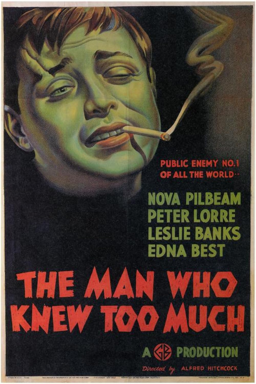 PUBLIC ENEMY NO.1
OF ALL THE WORLD--
NOVA PILBEAM
PETER LORRE
LESLIE BANKS
EDNA BEST
THE MAN WHO
KNEW TOO MUCH
A GB PRODUCTION
Directed by ALFRED HITCHCOCK